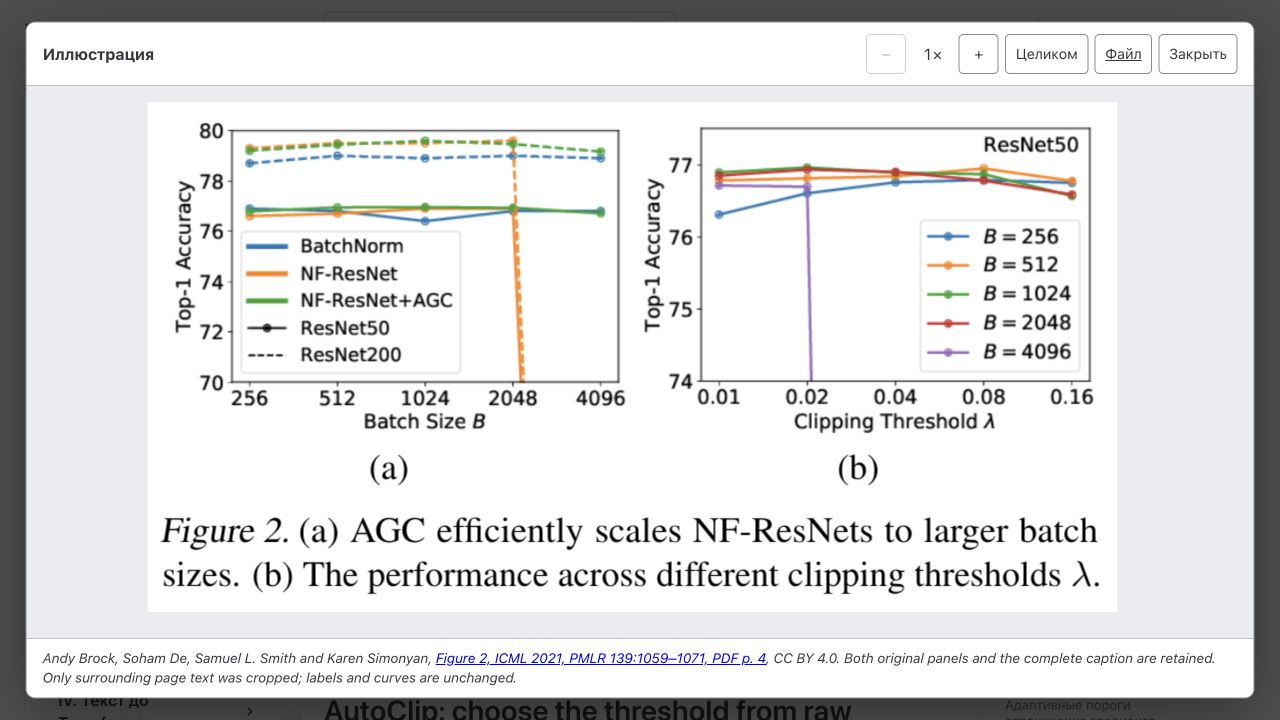 Иллюстрация
−
1×
+
Целиком
Файл
Закрыть
80
78
76
74
72
70
Top-1 Accuracy
BatchNorm
NF-ResNet
NF-ResNet+AGC
ResNet50
ResNet200
256 512 1024 2048 4096
Batch Size B
(a)
ResNet50
77
76
75
74
Top-1 Accuracy
B = 256
B = 512
B = 1024
B = 2048
B = 4096
0.01 0.02 0.04 0.08 0.16
Clipping Threshold λ
(b)
Figure 2. (a) AGC efficiently scales NF-ResNets to larger batch
sizes. (b) The performance across different clipping thresholds λ.
Andy Brock, Soham De, Samuel L. Smith and Karen Simonyan, Figure 2, ICML 2021, PMLR 139:1059–1071, PDF p. 4, CC BY 4.0. Both original panels and the complete caption are retained.
Only surrounding page text was cropped; labels and curves are unchanged.
IV. Текст до
AutoClip: choose the threshold from raw
Адаптивные пороги